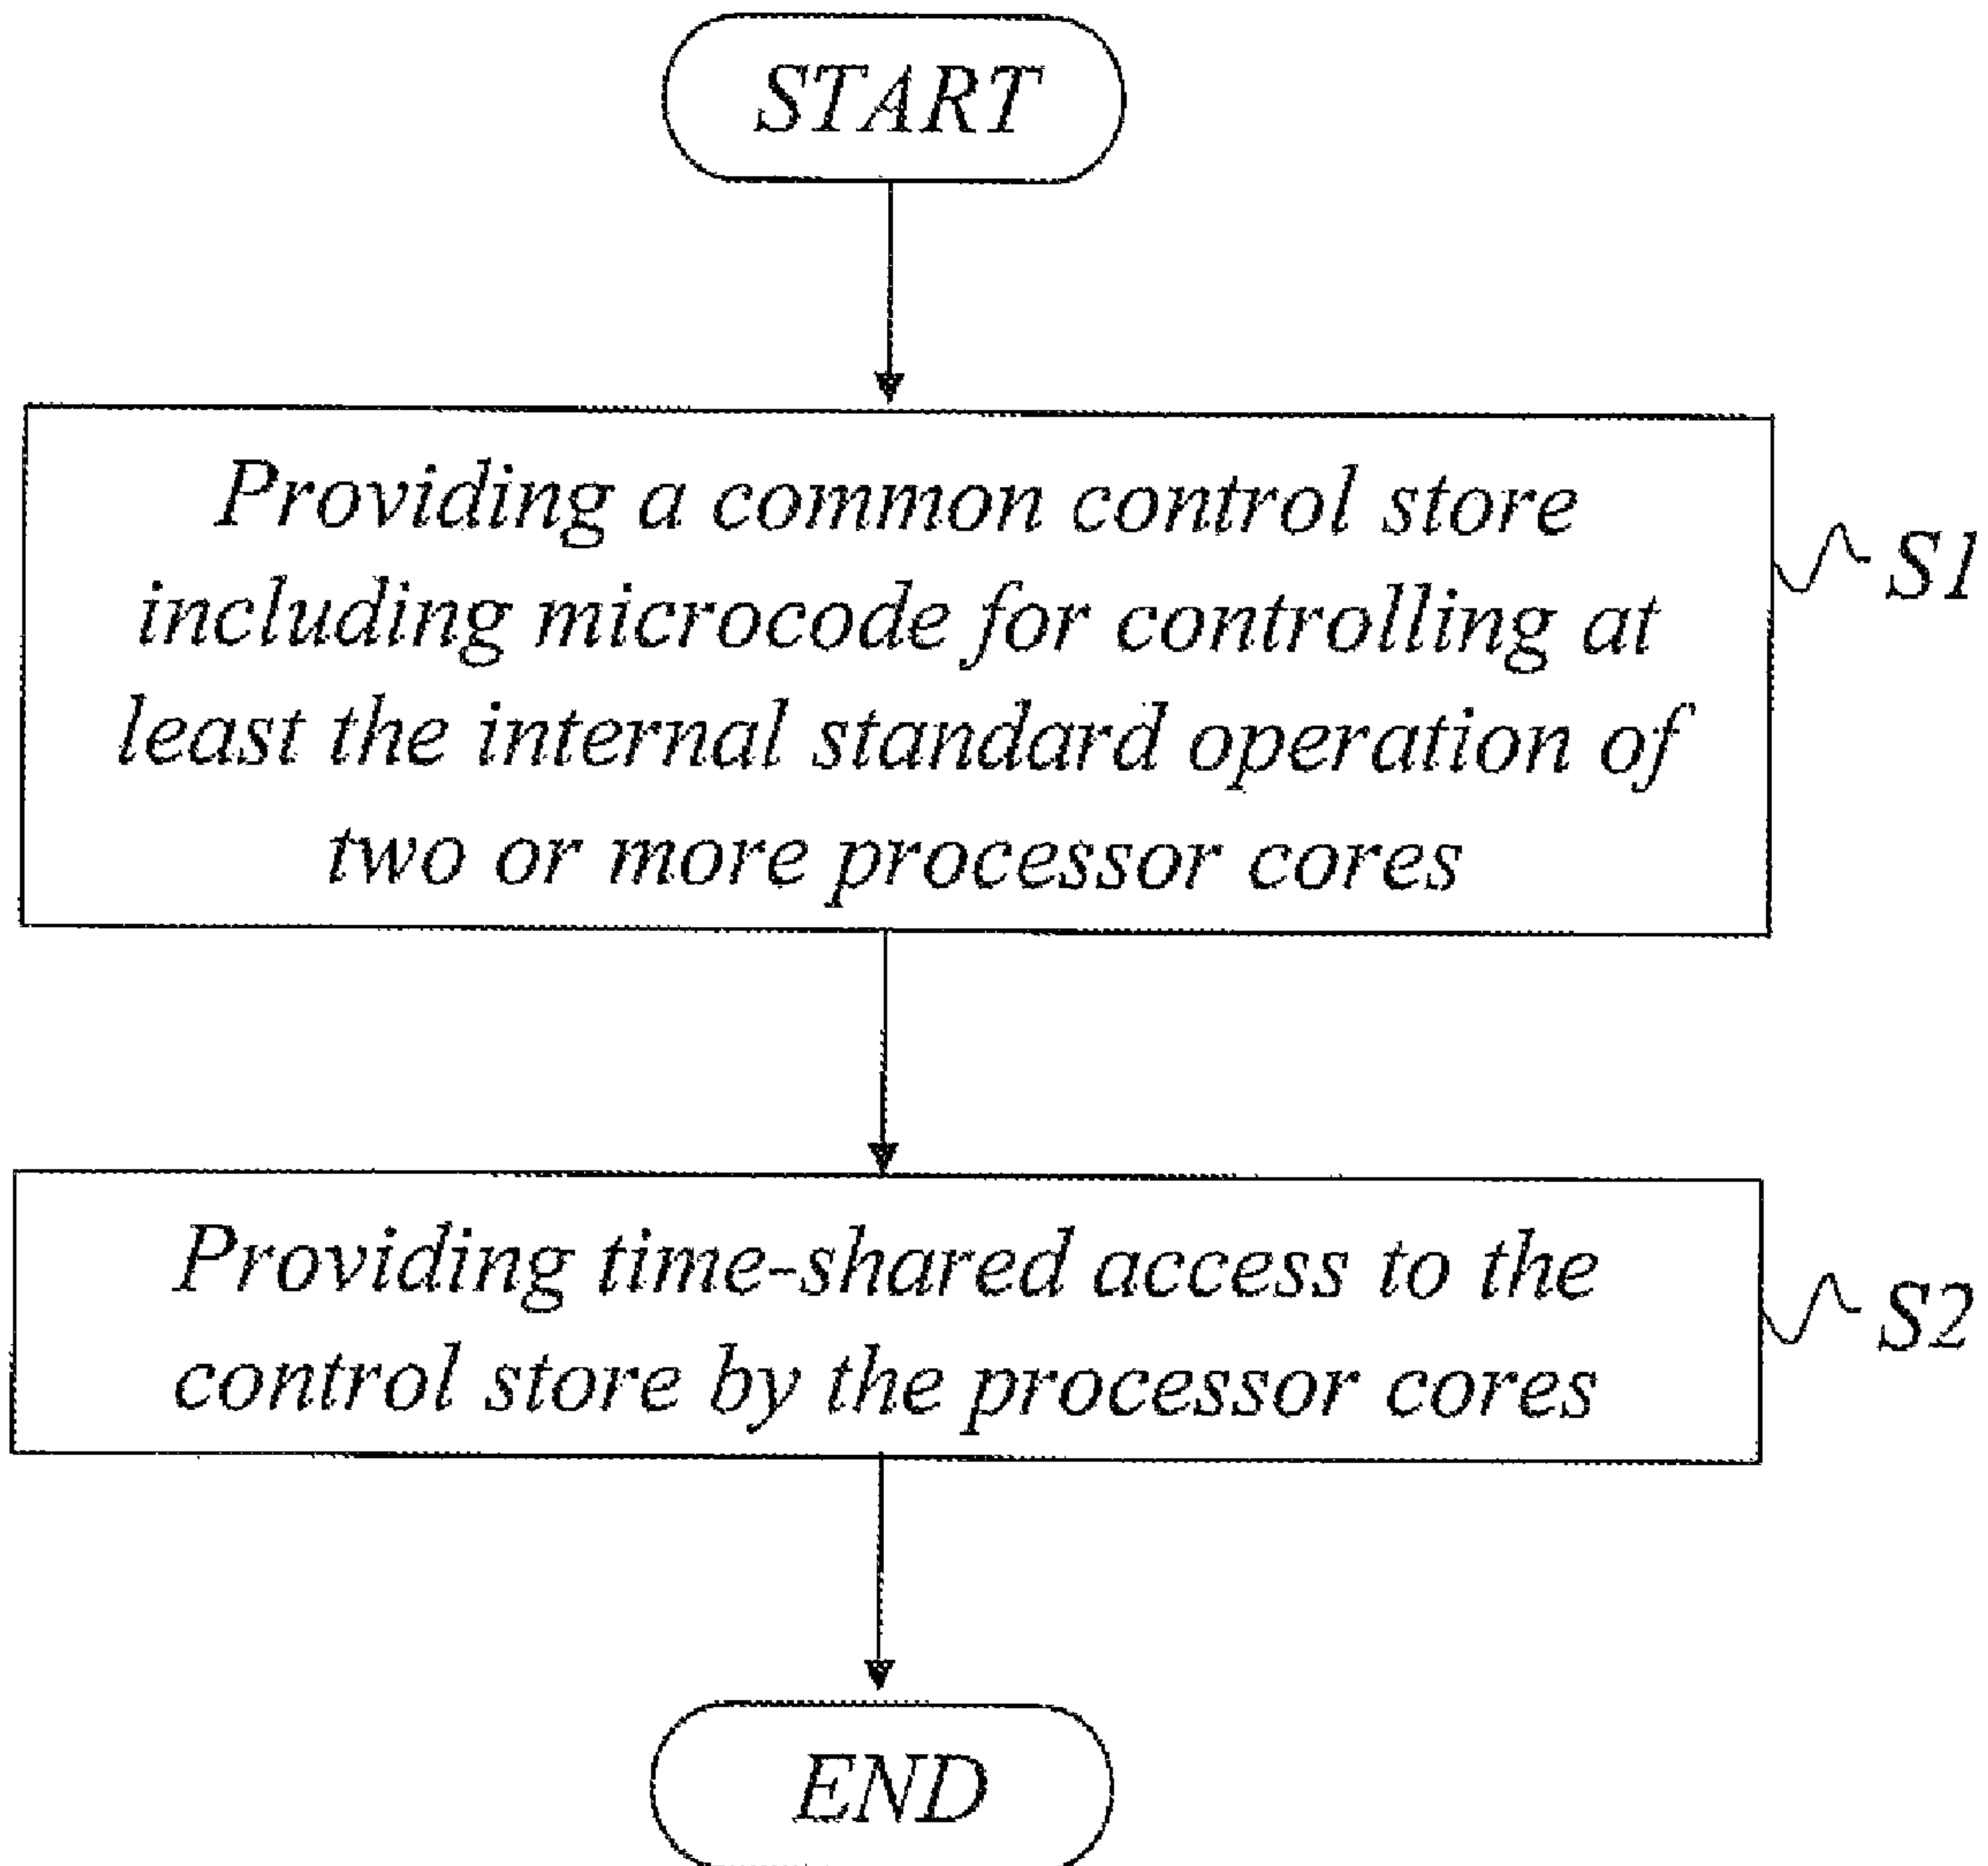 START
Providing a common control store
including microcode for controlling at
S1
least the internal standard operation of
two or more processor cores
Providing time-shared access to the
S2
control store by the processor cores
END